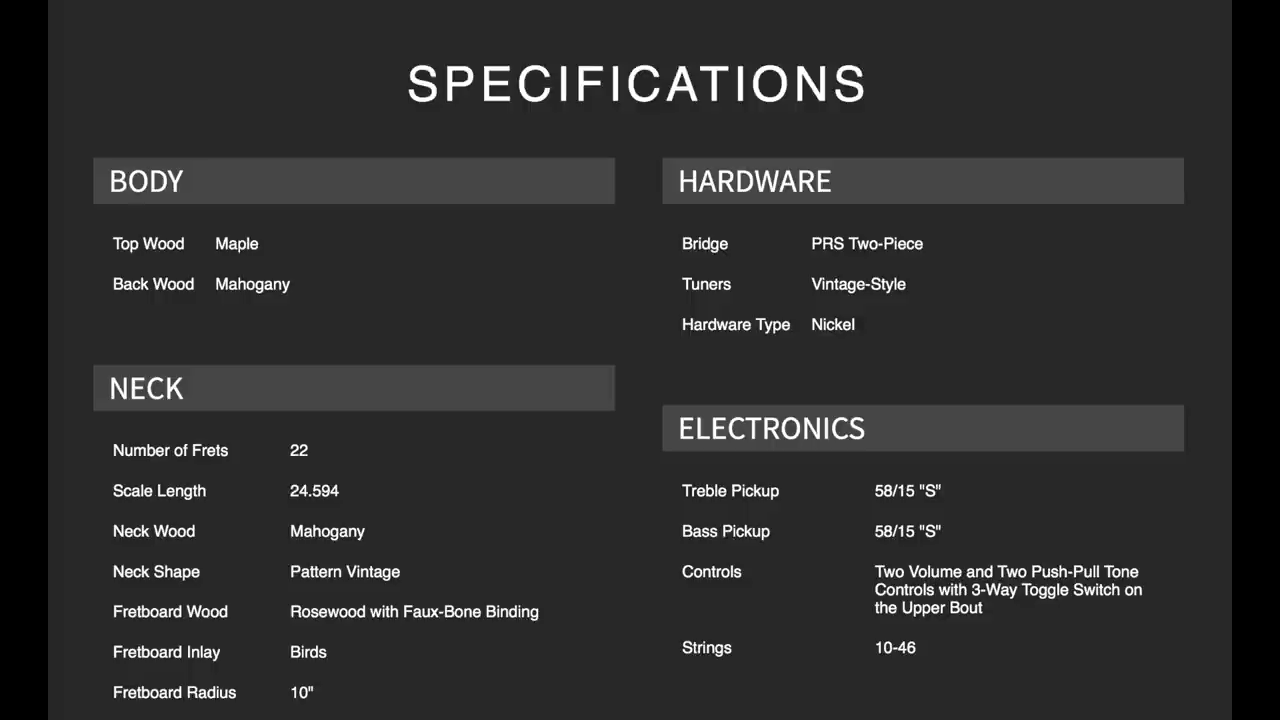 SPECIFICATIONS
BODY
Top Wood Maple
Back Wood Mahogany
NECK
Number of Frets 22
Scale Length 24.594
Neck Wood Mahogany
Neck Shape Pattern Vintage
Fretboard Wood Rosewood with Faux-Bone Binding
Fretboard Inlay Birds
Fretboard Radius 10"
HARDWARE
Bridge PRS Two-Piece
Tuners Vintage-Style
Hardware Type Nickel
ELECTRONICS
Treble Pickup 58/15 "S"
Bass Pickup 58/15 "S"
Controls Two Volume and Two Push-Pull Tone
Controls with 3-Way Toggle Switch on
the Upper Bout
Strings 10-46